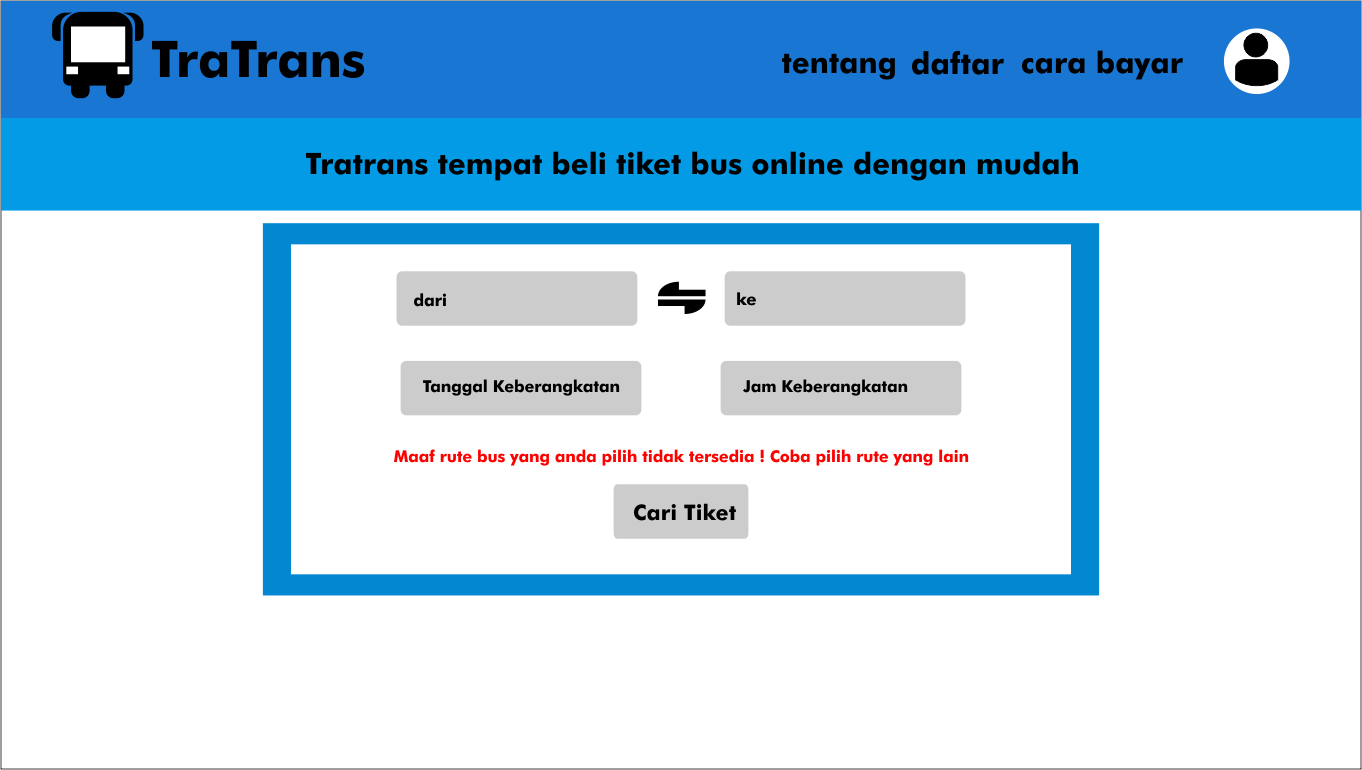 TraTrans
tentang daftar cara bayar
Tratrans tempat beli tiket bus online dengan mudah
dari
ke
Tanggal Keberangkatan
Jam Keberangkatan
Maaf rute bus yang anda pilih tidak tersedia ! Coba pilih rute yang lain
Cari Tiket